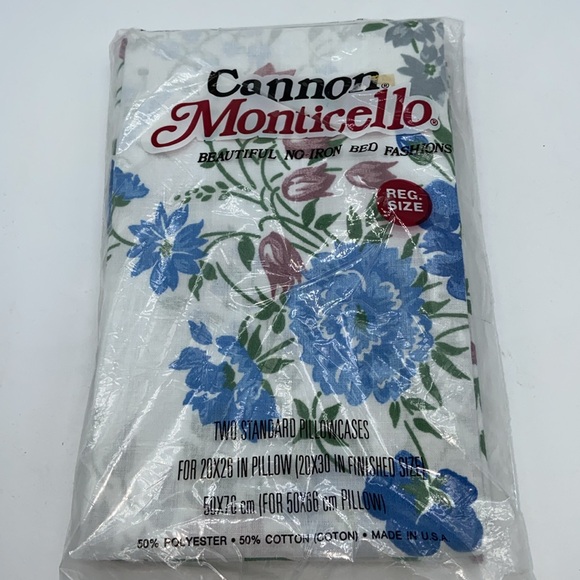 Cannon®
Monticello®
BEAUTIFUL NO-IRON BED FASHIONS
REG.
SIZE
TWO STANDARD PILLOWCASES
FOR 20X26 IN PILLOW (20X30 IN FINISHED SIZE)
50X76 cm (FOR 50X66 cm PILLOW)
50% POLYESTER • 50% COTTON (COTON) • MADE IN U.S.A.